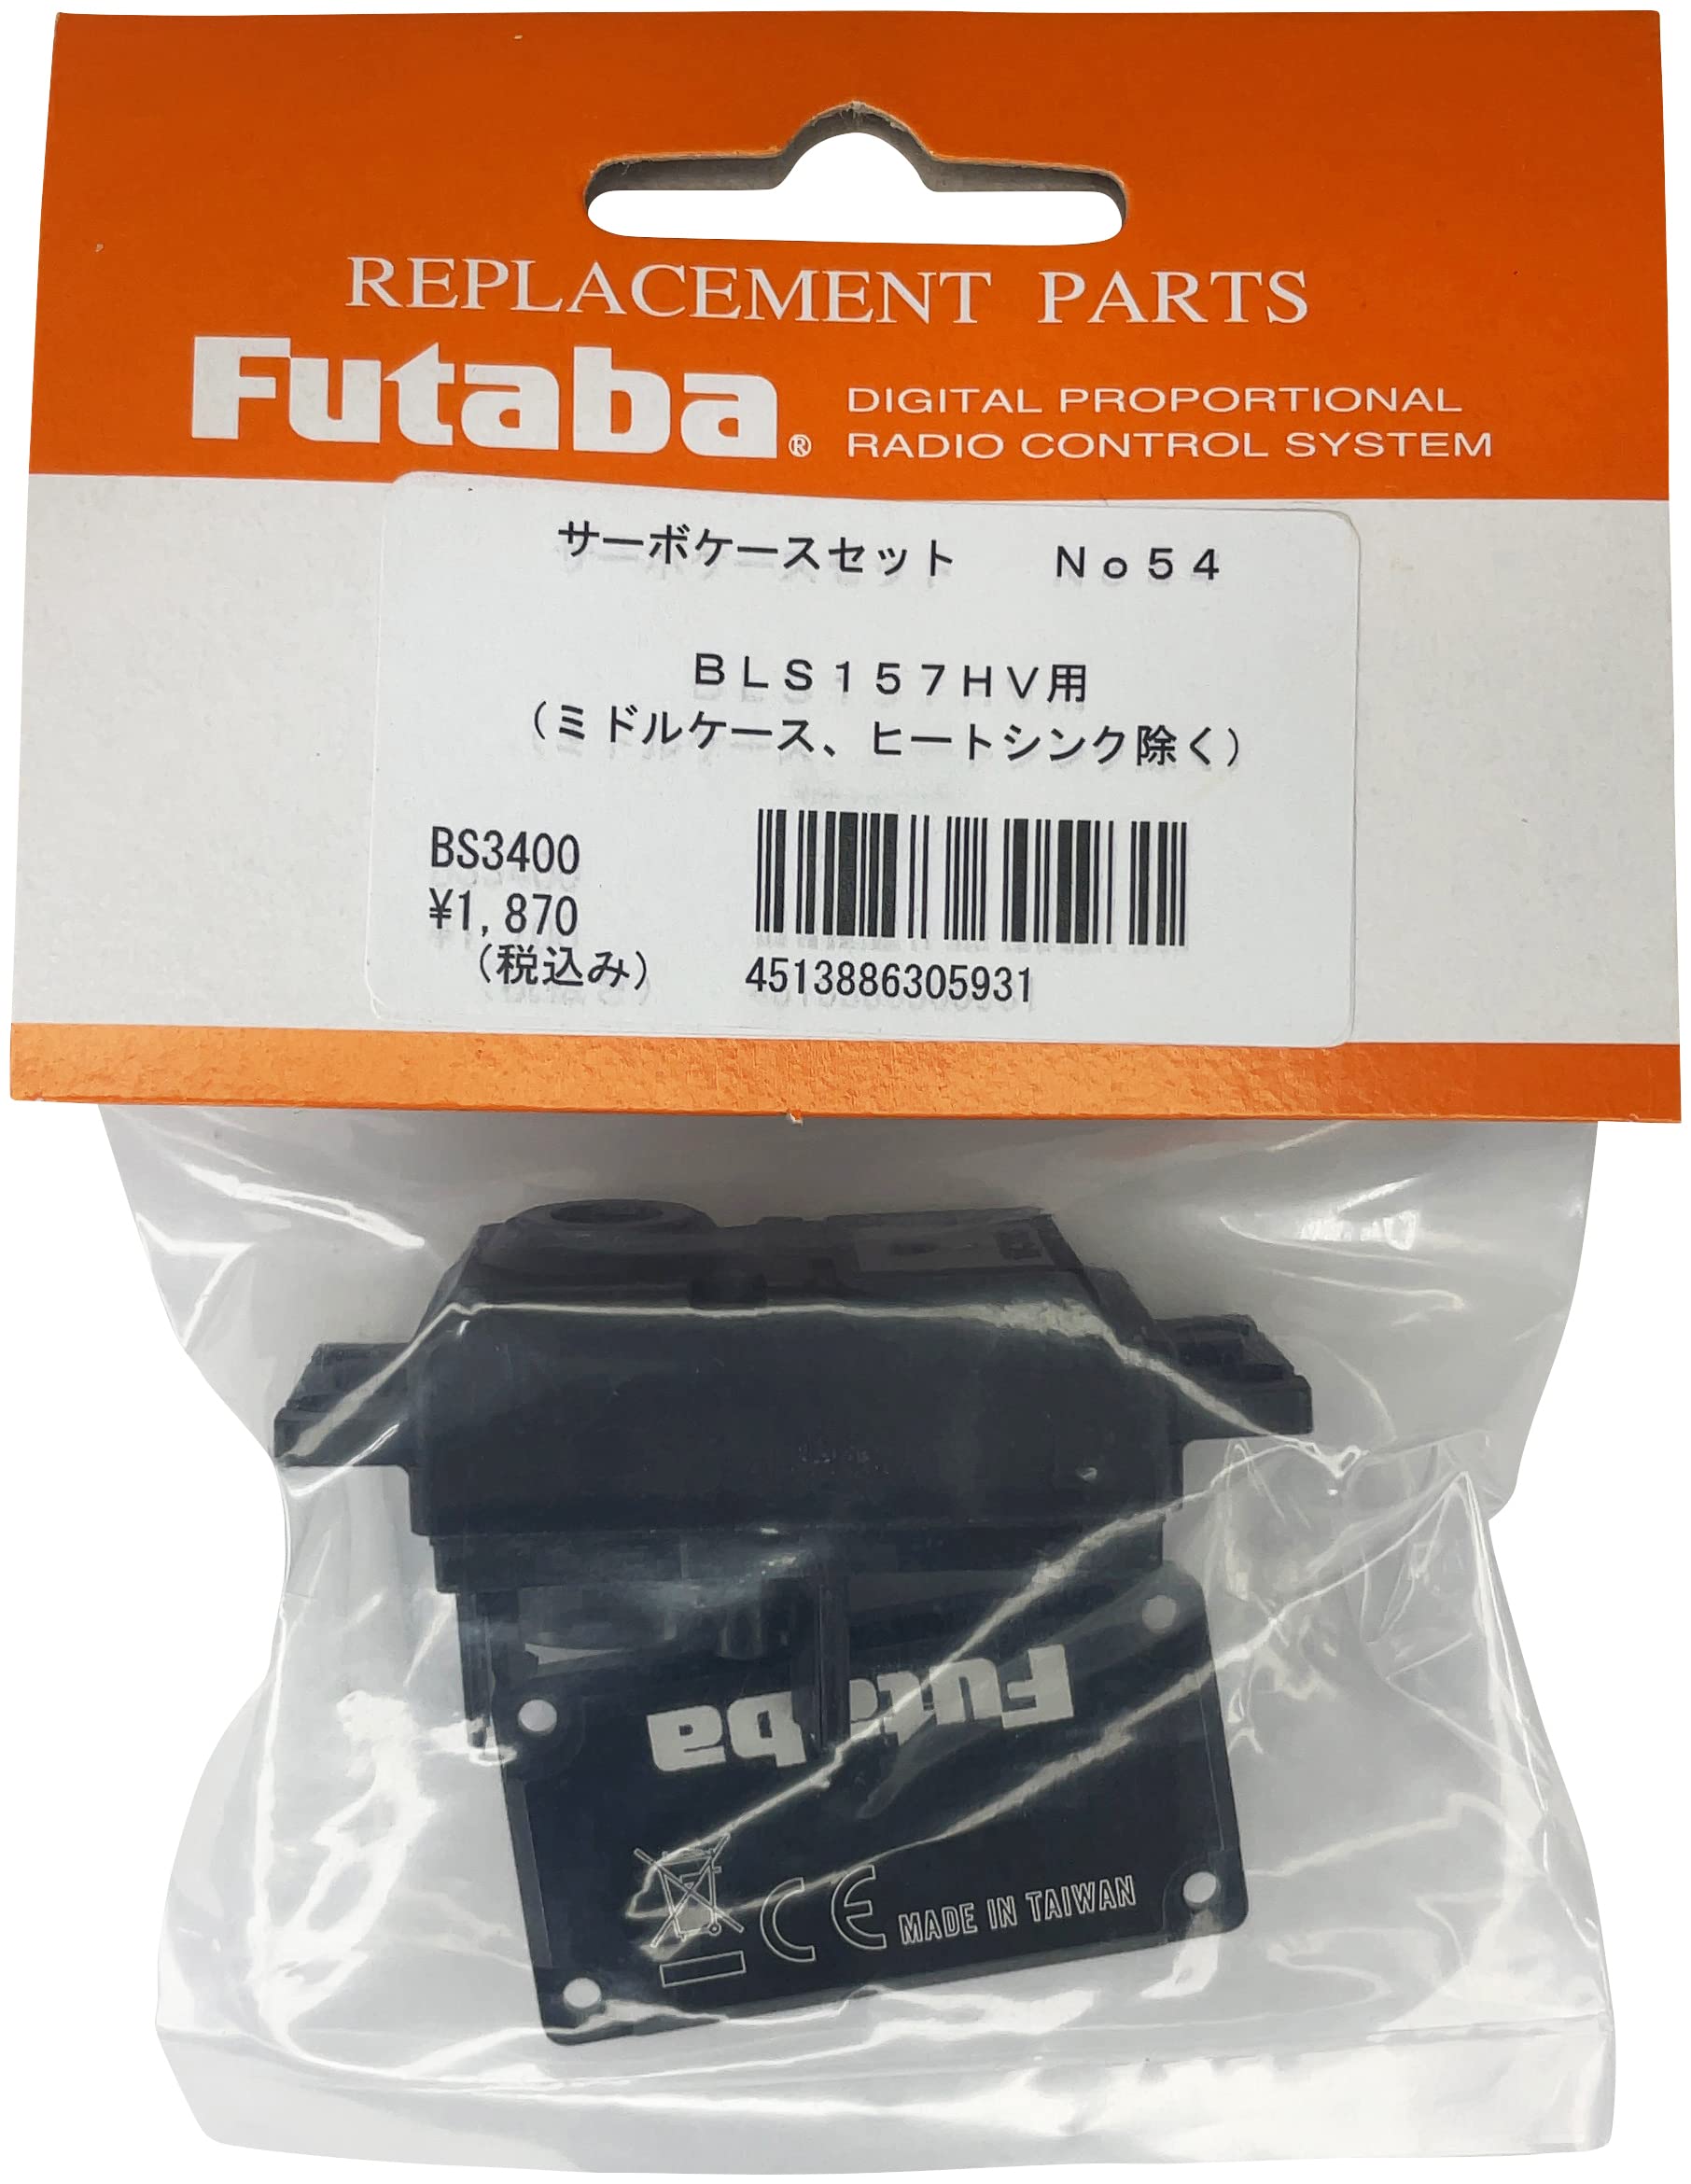 REPLACEMENT PARTS
Futaba®
DIGITAL PROPORTIONAL
RADIO CONTROL SYSTEM
サーボケースセット　Ｎｏ５４
ＢＬＳ１５７ＨＶ用
（ミドルケース、ヒートシンク除く）
BS3400
¥1,870
（税込み）
4513886305931
Futaba
CE MADE IN TAIWAN